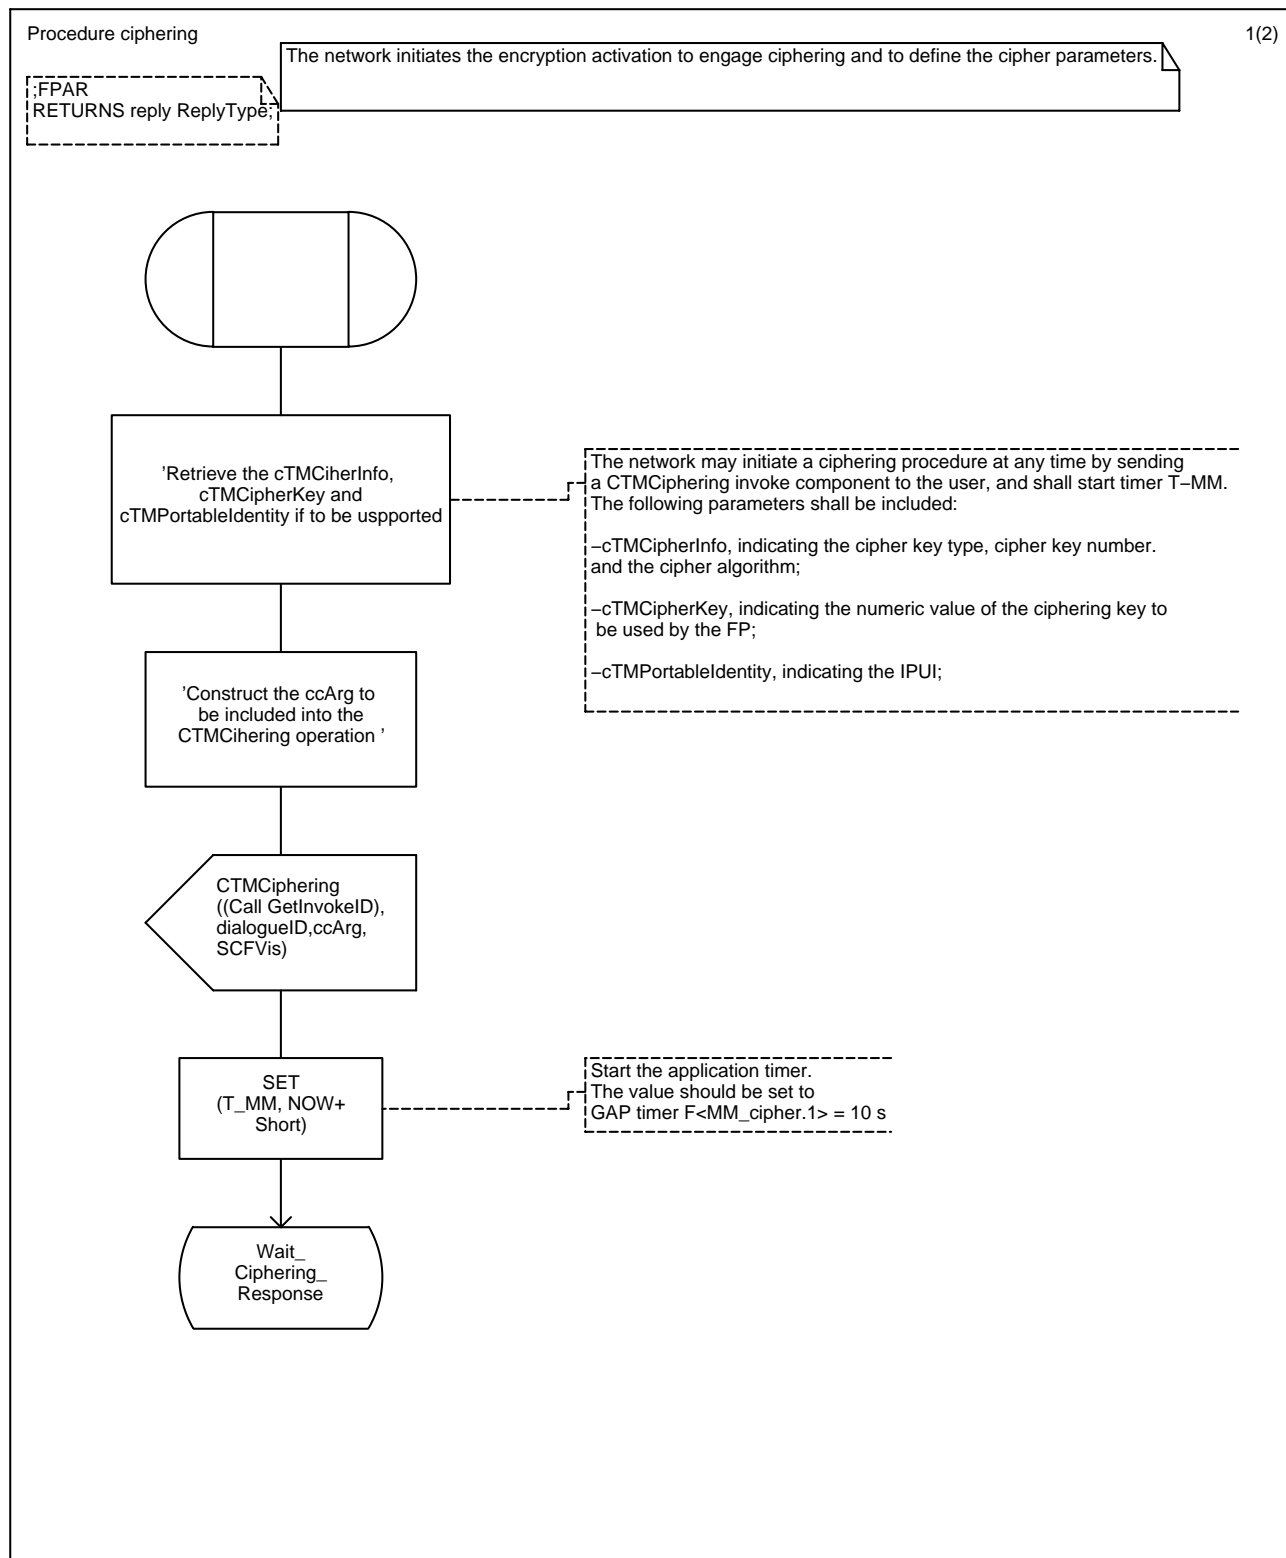 Procedure ciphering
1(2)
The network initiates the encryption activation to engage ciphering and to define the cipher parameters.
;FPAR
RETURNS reply ReplyType;
’Retrieve the cTMCiherInfo,
cTMCipherKey and
cTMPortableIdentity if to be uspported
The network may initiate a ciphering procedure at any time by sending
a CTMCiphering invoke component to the user, and shall start timer T−MM.
The following parameters shall be included:
−cTMCipherInfo, indicating the cipher key type, cipher key number.
and the cipher algorithm;
−cTMCipherKey, indicating the numeric value of the ciphering key to
be used by the FP;
−cTMPortableIdentity, indicating the IPUI;
’Construct the ccArg to
be included into the
CTMCihering operation ’
CTMCiphering
((Call GetInvokeID),
dialogueID,ccArg,
SCFVis)
SET
(T_MM, NOW+
Short)
Start the application timer.
The value should be set to
GAP timer F<MM_cipher.1> = 10 s
Wait_
Ciphering_
Response